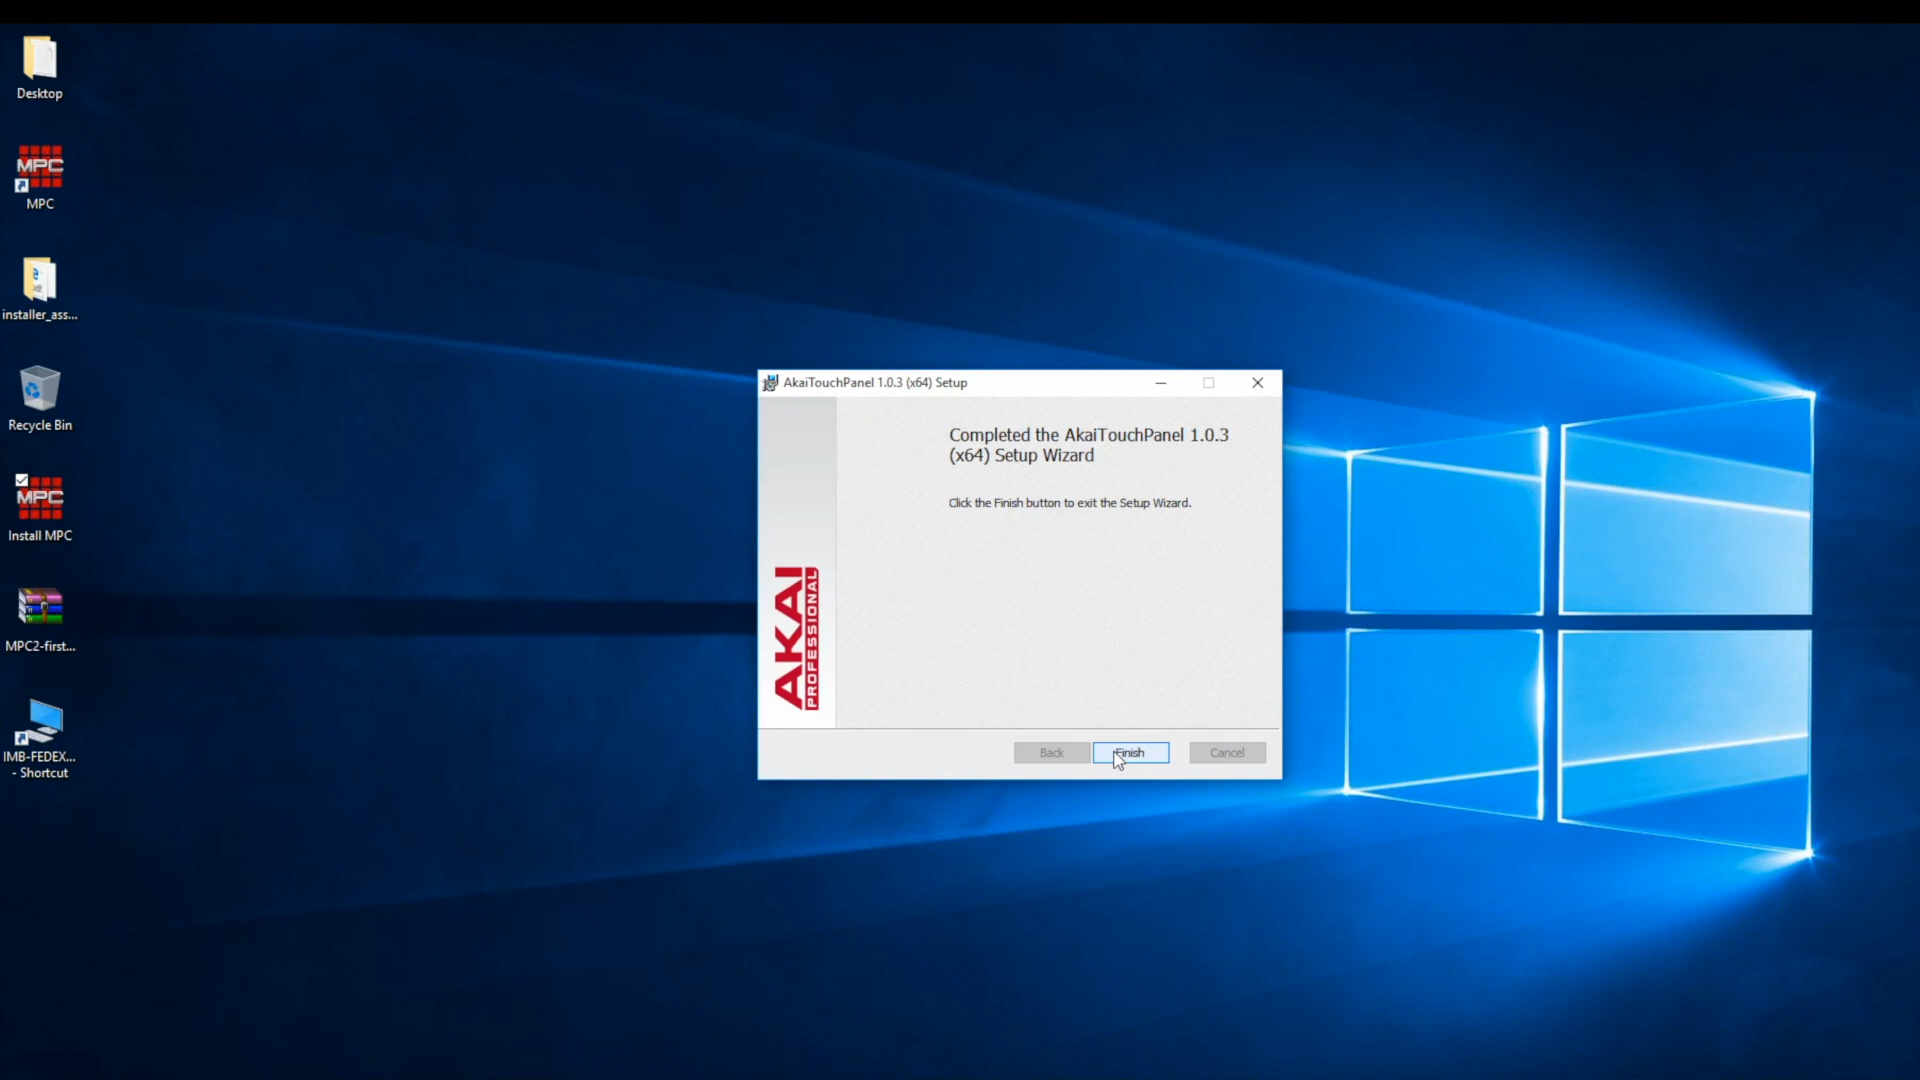 Desktop
MPC
MPC
installer_ass...
Recycle Bin
MPC
Install MPC
MPC2-first...
IMB-FEDEX...
- Shortcut
AkaiTouchPanel 1.0.3 (x64) Setup
Completed the AkaiTouchPanel 1.0.3
(x64) Setup Wizard
Click the Finish button to exit the Setup Wizard.
AKAI
PROFESSIONAL
Back
Finish
Cancel